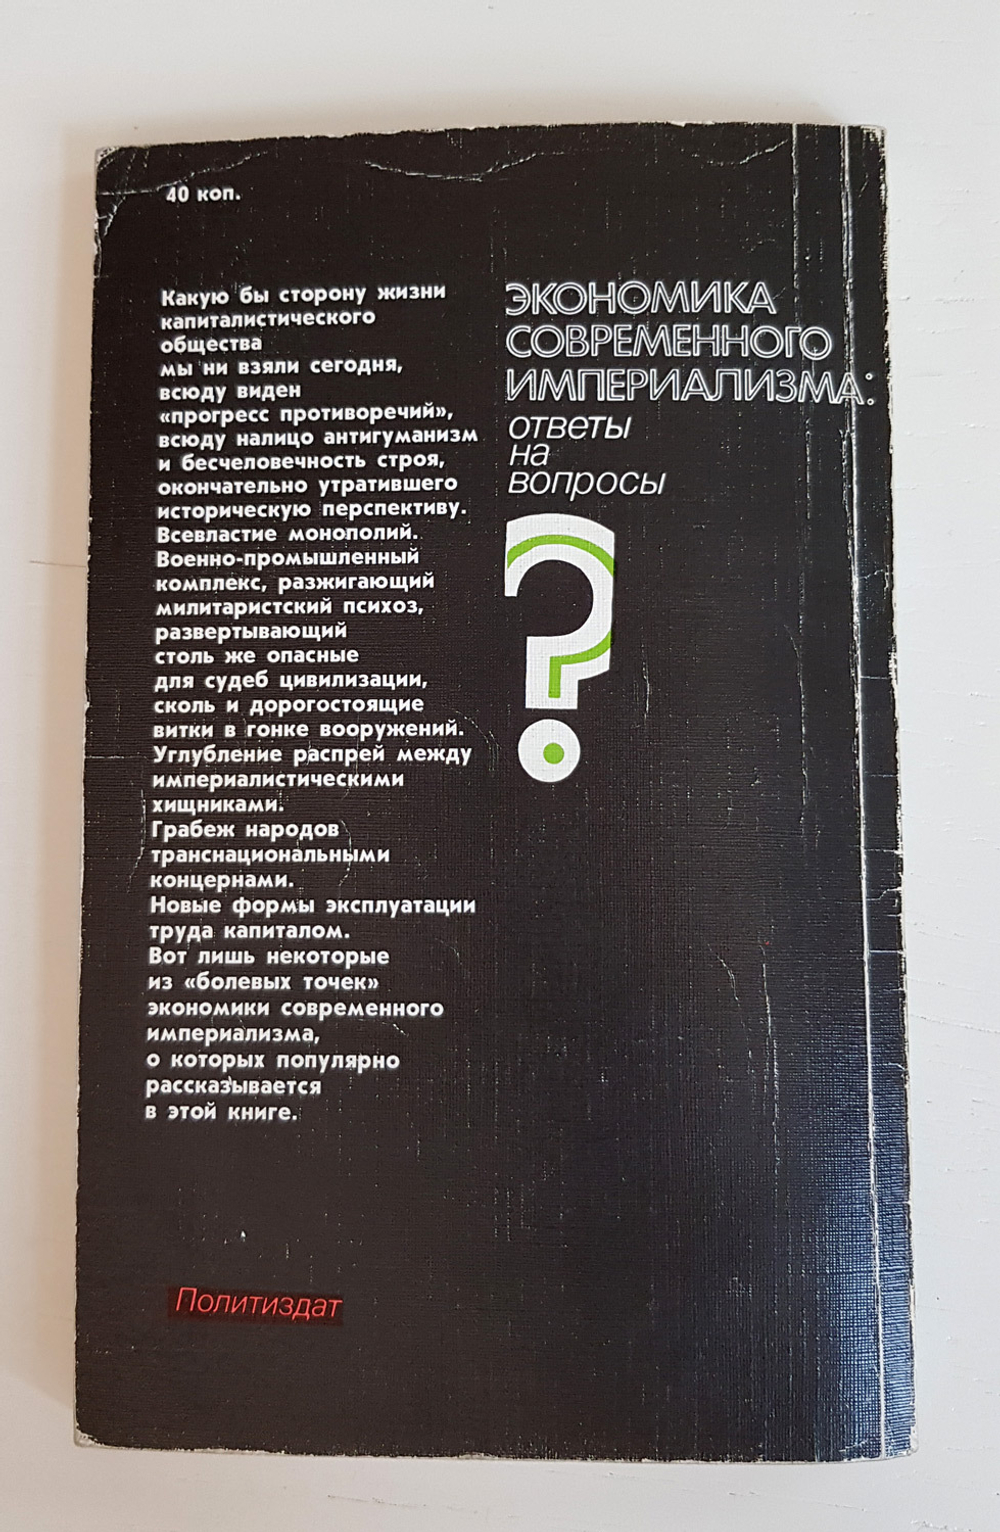 40 коп.
Какую бы сторону жизни
капиталистического
общества
мы ни взяли сегодня,
всюду виден
«прогресс противоречий»,
всюду налицо антигуманизм
и бесчеловечность строя,
окончательно утратившего
историческую перспективу.
Всевластие монополий.
Военно-промышленный
комплекс, разжигающий
милитаристский психоз,
развертывающий
столь же опасные
для судеб цивилизации,
сколь и дорогостоящие
витки в гонке вооружений.
Углубление распрей между
империалистическими
хищниками.
Грабеж народов
транснациональными
концернами.
Новые формы эксплуатации
труда капиталом.
Вот лишь некоторые
из «болевых точек»
экономики современного
империализма,
о которых популярно
рассказывается
в этой книге.
ЭКОНОМИКА
СОВРЕМЕННОГО
ИМПЕРИАЛИЗМА:
ответы
на
вопросы
?
Политиздат